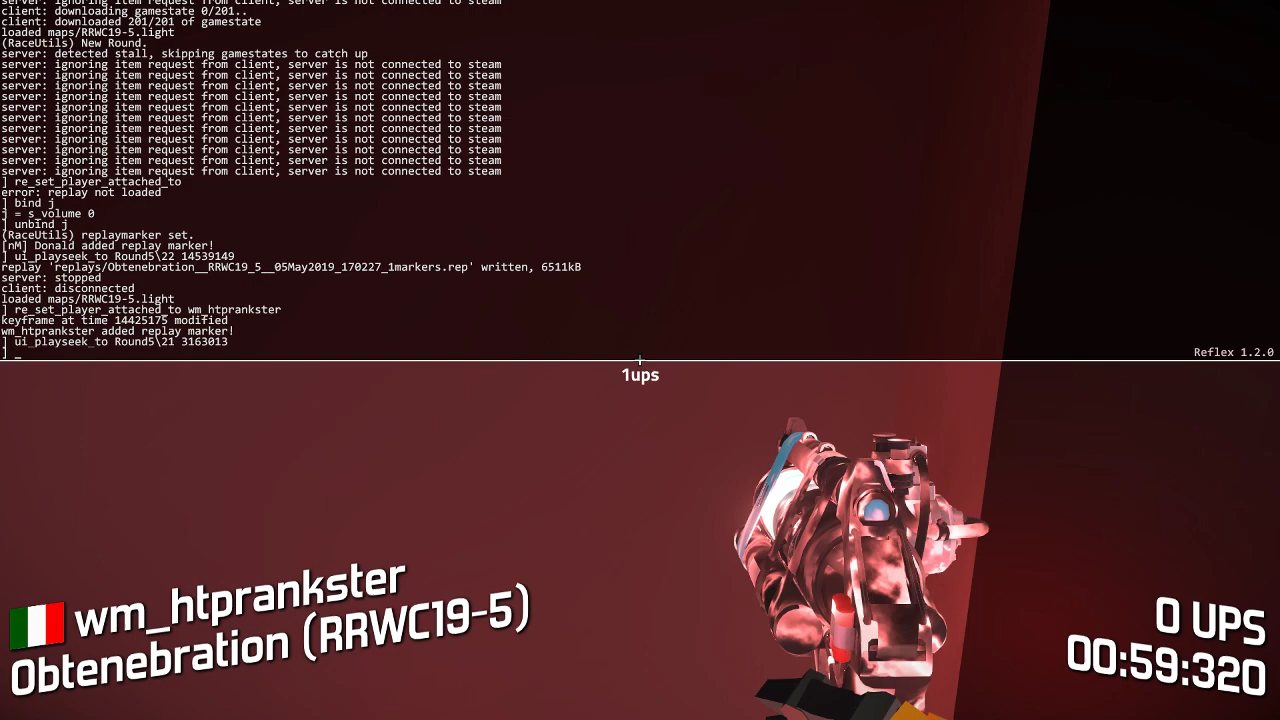 server: ignoring item request from client, server is not connected to steam
client: downloading gamestate 0/201..
client: downloaded 201/201 of gamestate
loaded maps/RRWC19-5.light
(RaceUtils) New Round.
server: detected stall, skipping gamestates to catch up
server: ignoring item request from client, server is not connected to steam
server: ignoring item request from client, server is not connected to steam
server: ignoring item request from client, server is not connected to steam
server: ignoring item request from client, server is not connected to steam
server: ignoring item request from client, server is not connected to steam
server: ignoring item request from client, server is not connected to steam
server: ignoring item request from client, server is not connected to steam
server: ignoring item request from client, server is not connected to steam
server: ignoring item request from client, server is not connected to steam
server: ignoring item request from client, server is not connected to steam
server: ignoring item request from client, server is not connected to steam
] re_set_player_attached_to
error: replay not loaded
] bind j
j = s_volume 0
] unbind j
(RaceUtils) replaymarker set.
[nM] Donald added replay marker!
] ui_playseek_to Round5\22 14539149
replay 'replays/Obtenebration__RRWC19_5__05May2019_170227_1markers.rep' written, 6511kB
server: stopped
client: disconnected
loaded maps/RRWC19-5.light
] re_set_player_attached_to wm_htprankster
keyframe at time 14425175 modified
wm_htprankster added replay marker!
] ui_playseek_to Round5\21 3163013
] _
Reflex 1.2.0
1ups
wm_htprankster
Obtenebration (RRWC19-5)
0 UPS
00:59:320